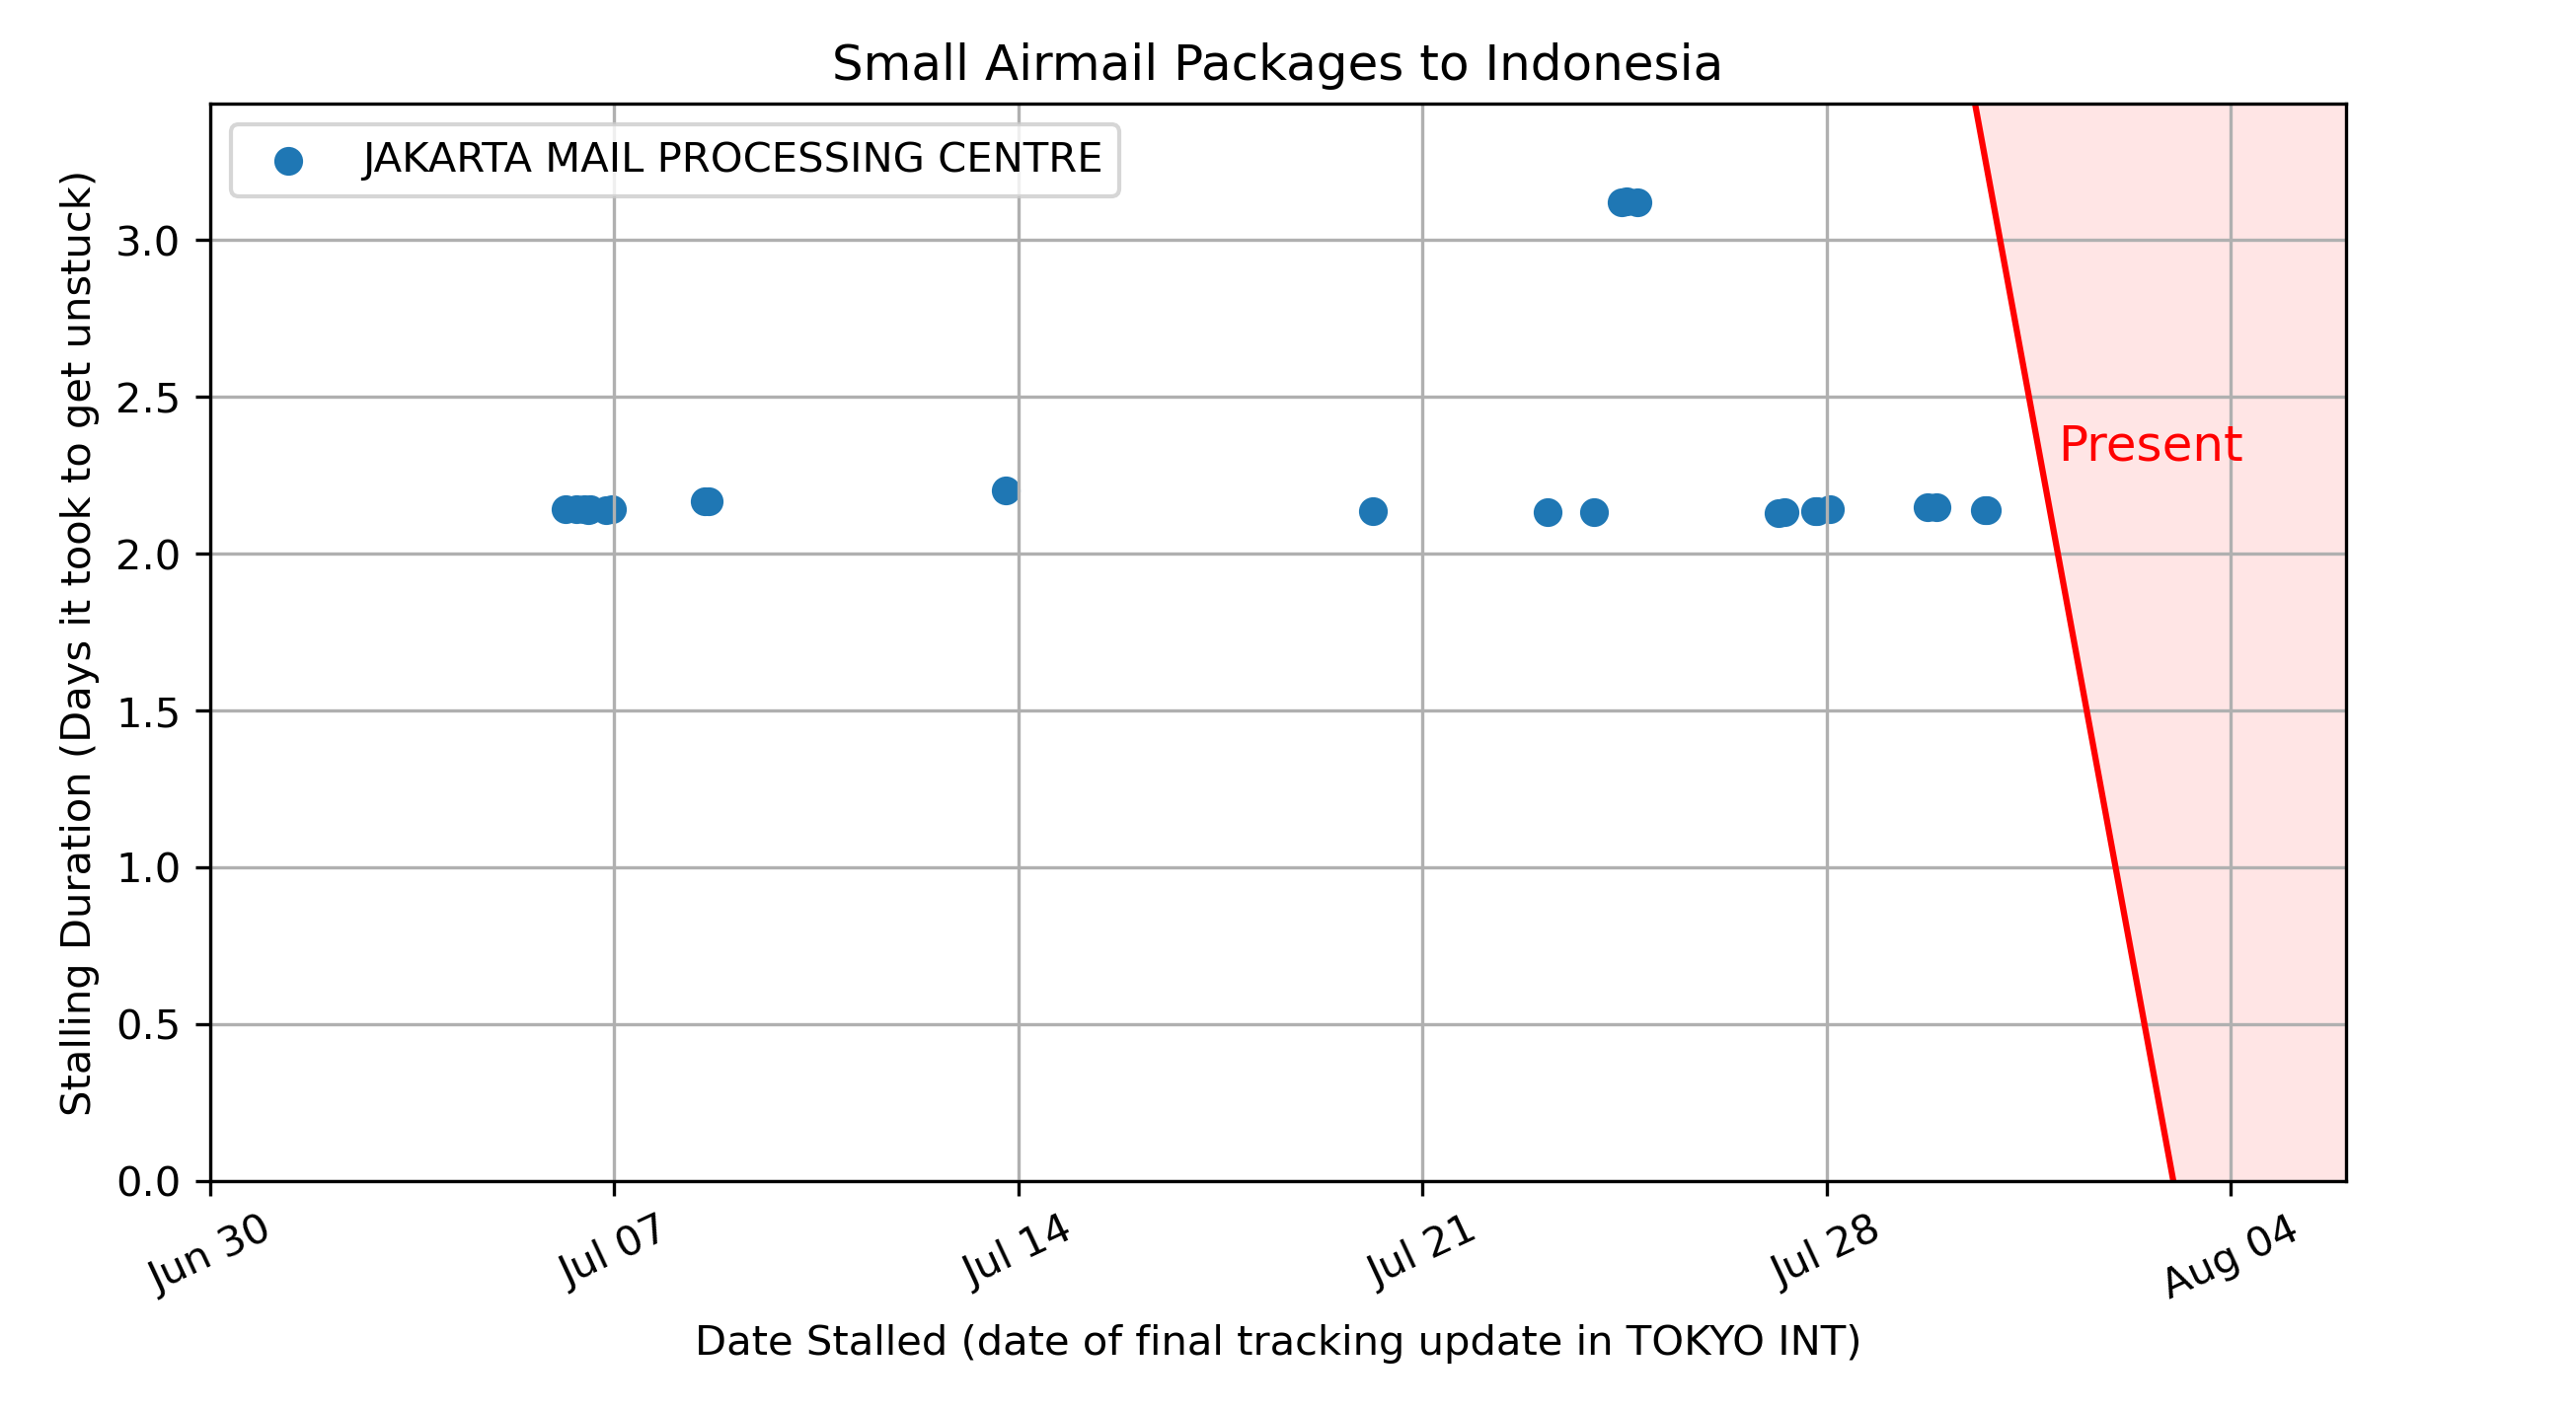 Small Airmail Packages to Indonesia
JAKARTA MAIL PROCESSING CENTRE
Stalling Duration (Days it took to get unstuck)
3.0
2.5
2.0
1.5
1.0
0.5
0.0
Present
Jun 30
Jul 07
Jul 14
Jul 21
Jul 28
Aug 04
Date Stalled (date of final tracking update in TOKYO INT)